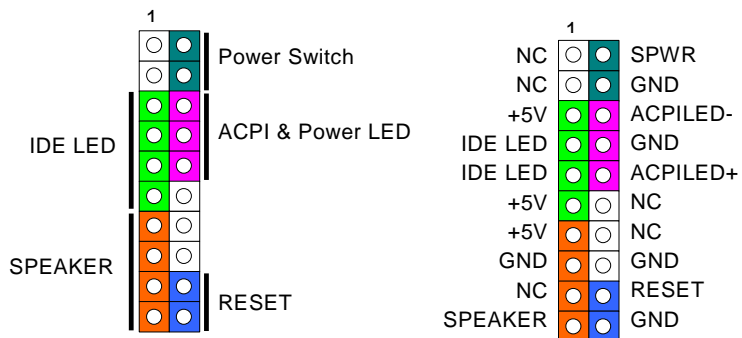 1
Power Switch
IDE LED
ACPI & Power LED
SPEAKER
RESET
1
NC SPWR
NC GND
+5V ACPILED-
IDE LED GND
IDE LED ACPILED+
+5V NC
+5V NC
GND GND
NC RESET
SPEAKER GND